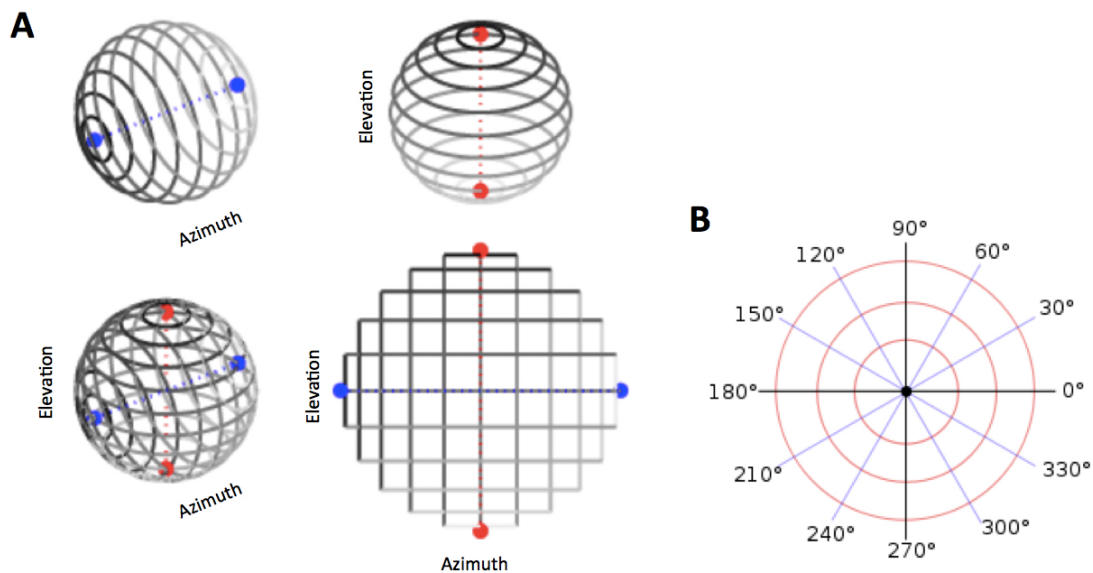 A
Elevation
Azimuth
B
90°
120°
60°
150°
30°
180°
0°
210°
330°
240°
300°
270°
Elevation
Azimuth
Elevation
Azimuth